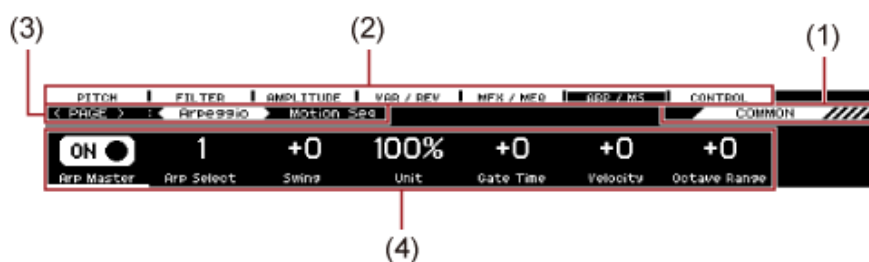 (3) (2) (1)
PITCH FILTER AMPLITUDE VAR / REV MFX / MEQ ARP / MS CONTROL
< PAGE > : Arpeggio Motion Seq COMMON
ON 1 +0 100% +0 +0 +0
Arp Master Arp Select Swing Unit Gate Time Velocity Octave Range
(4)